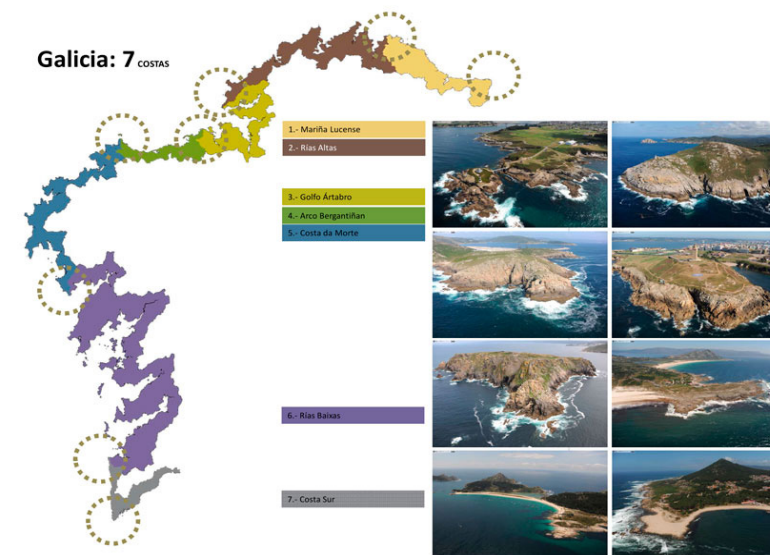 Galicia: 7 COSTAS
1.- Mariña Lucense
2.- Rías Altas
3.- Golfo Ártabro
4.- Arco Bergantiñan
5.- Costa da Morte
6.- Rías Baixas
7.- Costa Sur